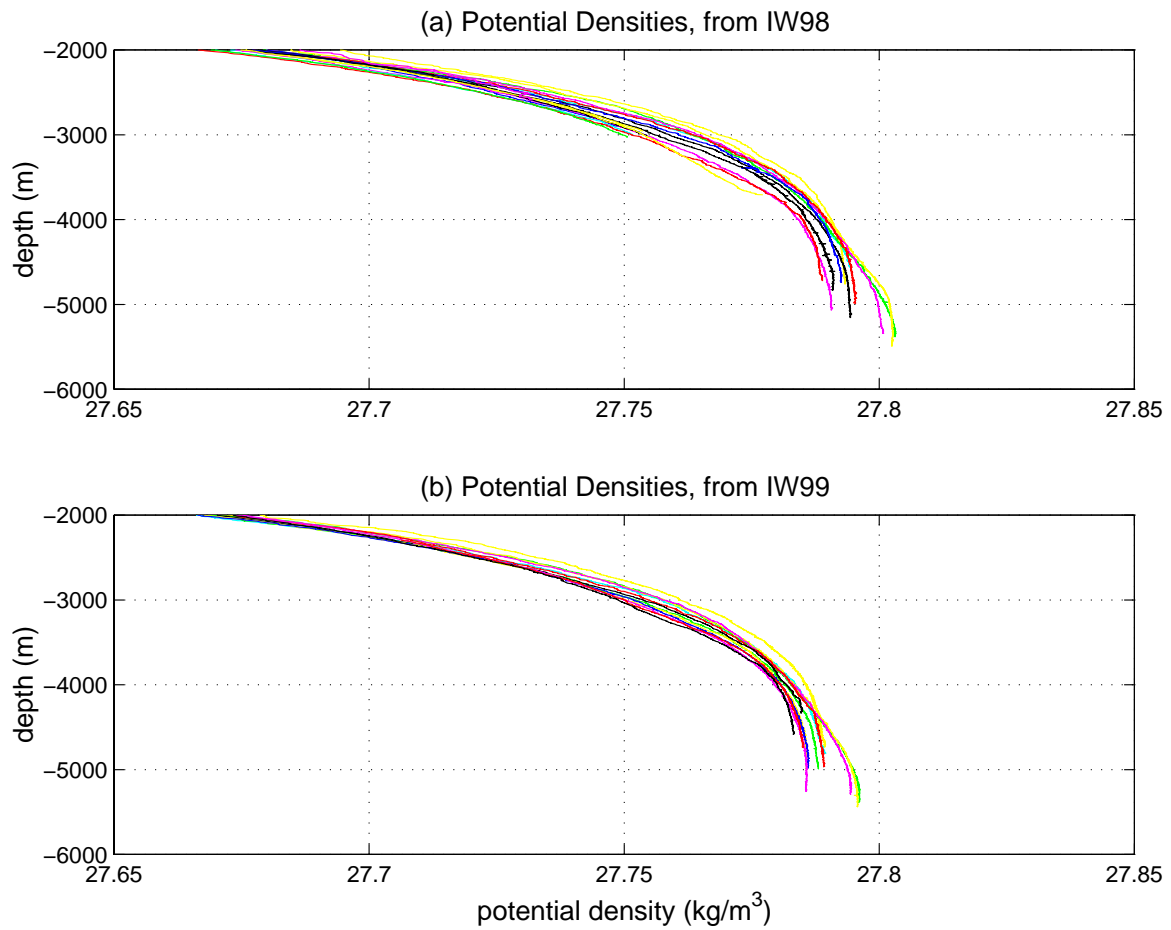 (a) Potential Densities, from IW98
−2000
−3000
−4000
−5000
−6000
depth (m)
27.65 27.7 27.75 27.8 27.85
(b) Potential Densities, from IW99
−2000
−3000
−4000
−5000
−6000
depth (m)
27.65 27.7 27.75 27.8 27.85
potential density (kg/m³)